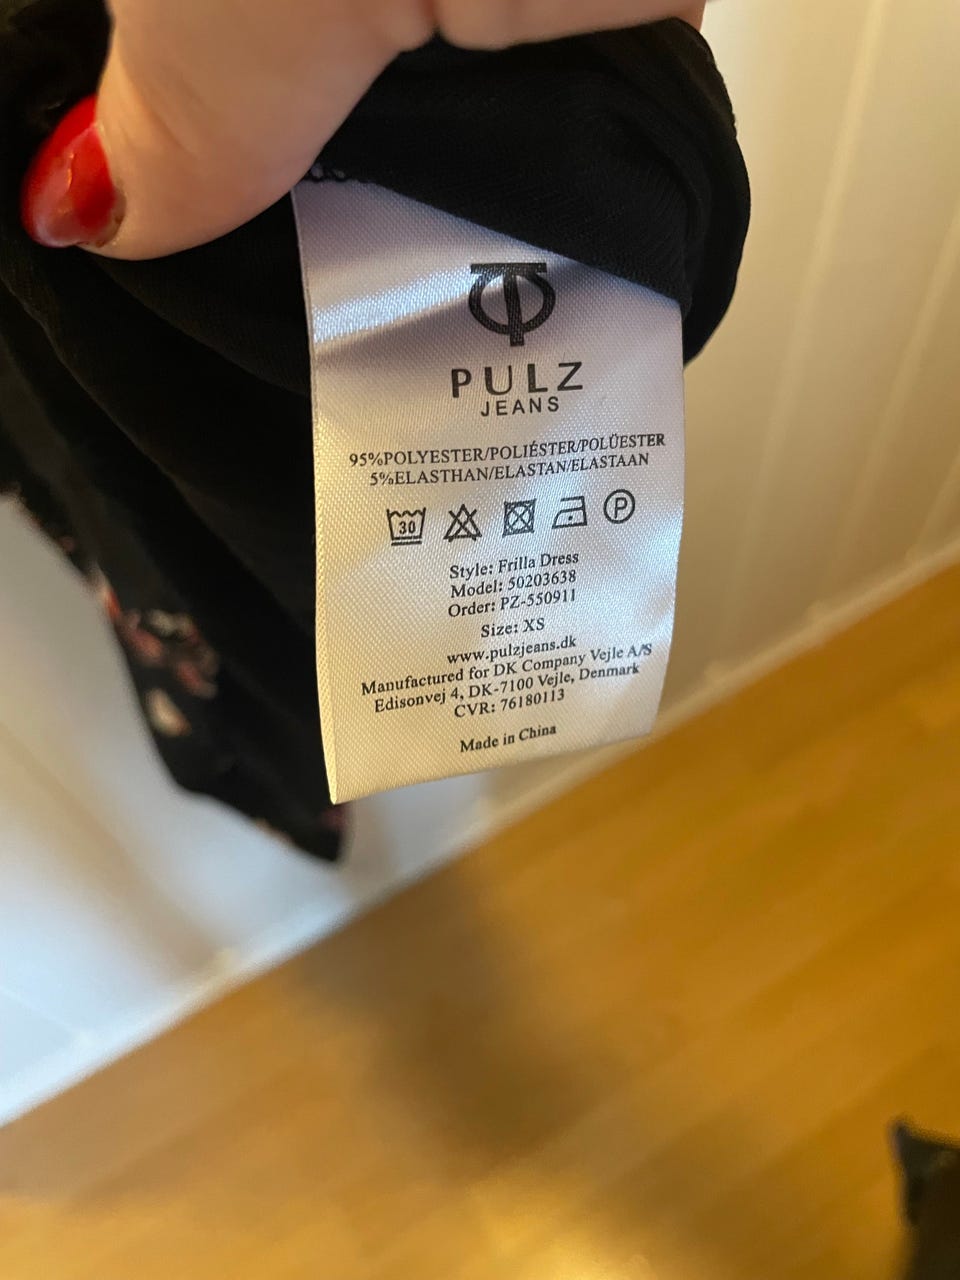 PULZ
JEANS
95%POLYESTER/POLIÉSTER/POLÜESTER
5%ELASTHAN/ELASTAN/ELASTAAN
30 P
Style: Frilla Dress
Model: 50203638
Order: PZ-550911
Size: XS
www.pulzjeans.dk
Manufactured for DK Company Vejle A/S
Edisonvej 4, DK-7100 Vejle, Denmark
CVR: 76180113
Made in China